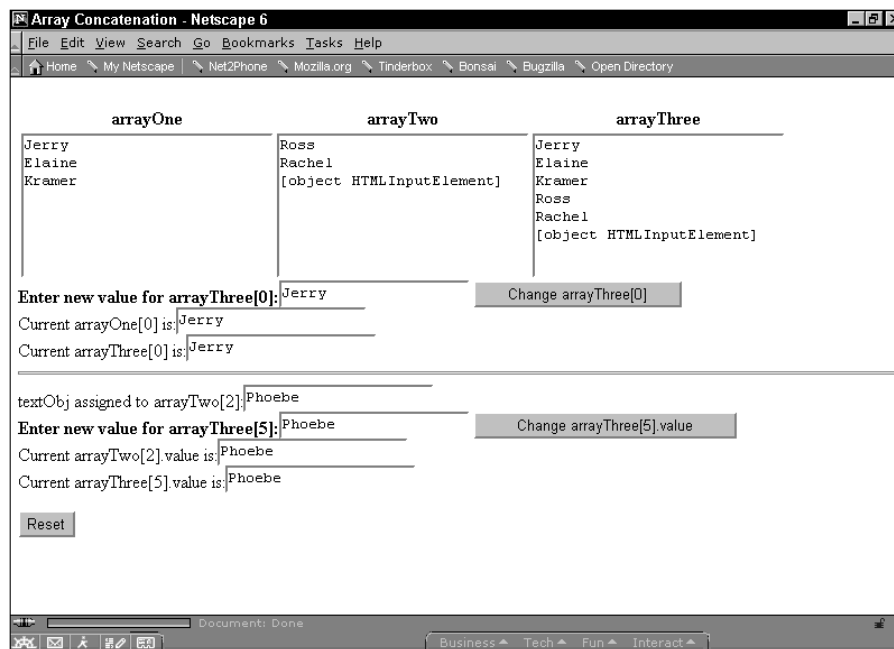 Array Concatenation - Netscape 6
File Edit View Search Go Bookmarks Tasks Help
Home My Netscape Net2Phone Mozilla.org Tinderbox Bonsai Bugzilla Open Directory
arrayOne arrayTwo arrayThree
Jerry Ross Jerry
Elaine Rachel Elaine
Kramer [object HTMLInputElement] Kramer
Ross
Rachel
[object HTMLInputElement]
Enter new value for arrayThree[0]: Jerry Change arrayThree[0]
Current arrayOne[0] is: Jerry
Current arrayThree[0] is: Jerry
textObj assigned to arrayTwo[2]: Phoebe
Enter new value for arrayThree[5]: Phoebe Change arrayThree[5].value
Current arrayTwo[2].value is: Phoebe
Current arrayThree[5].value is: Phoebe
Reset
Document: Done
Business Tech Fun Interact